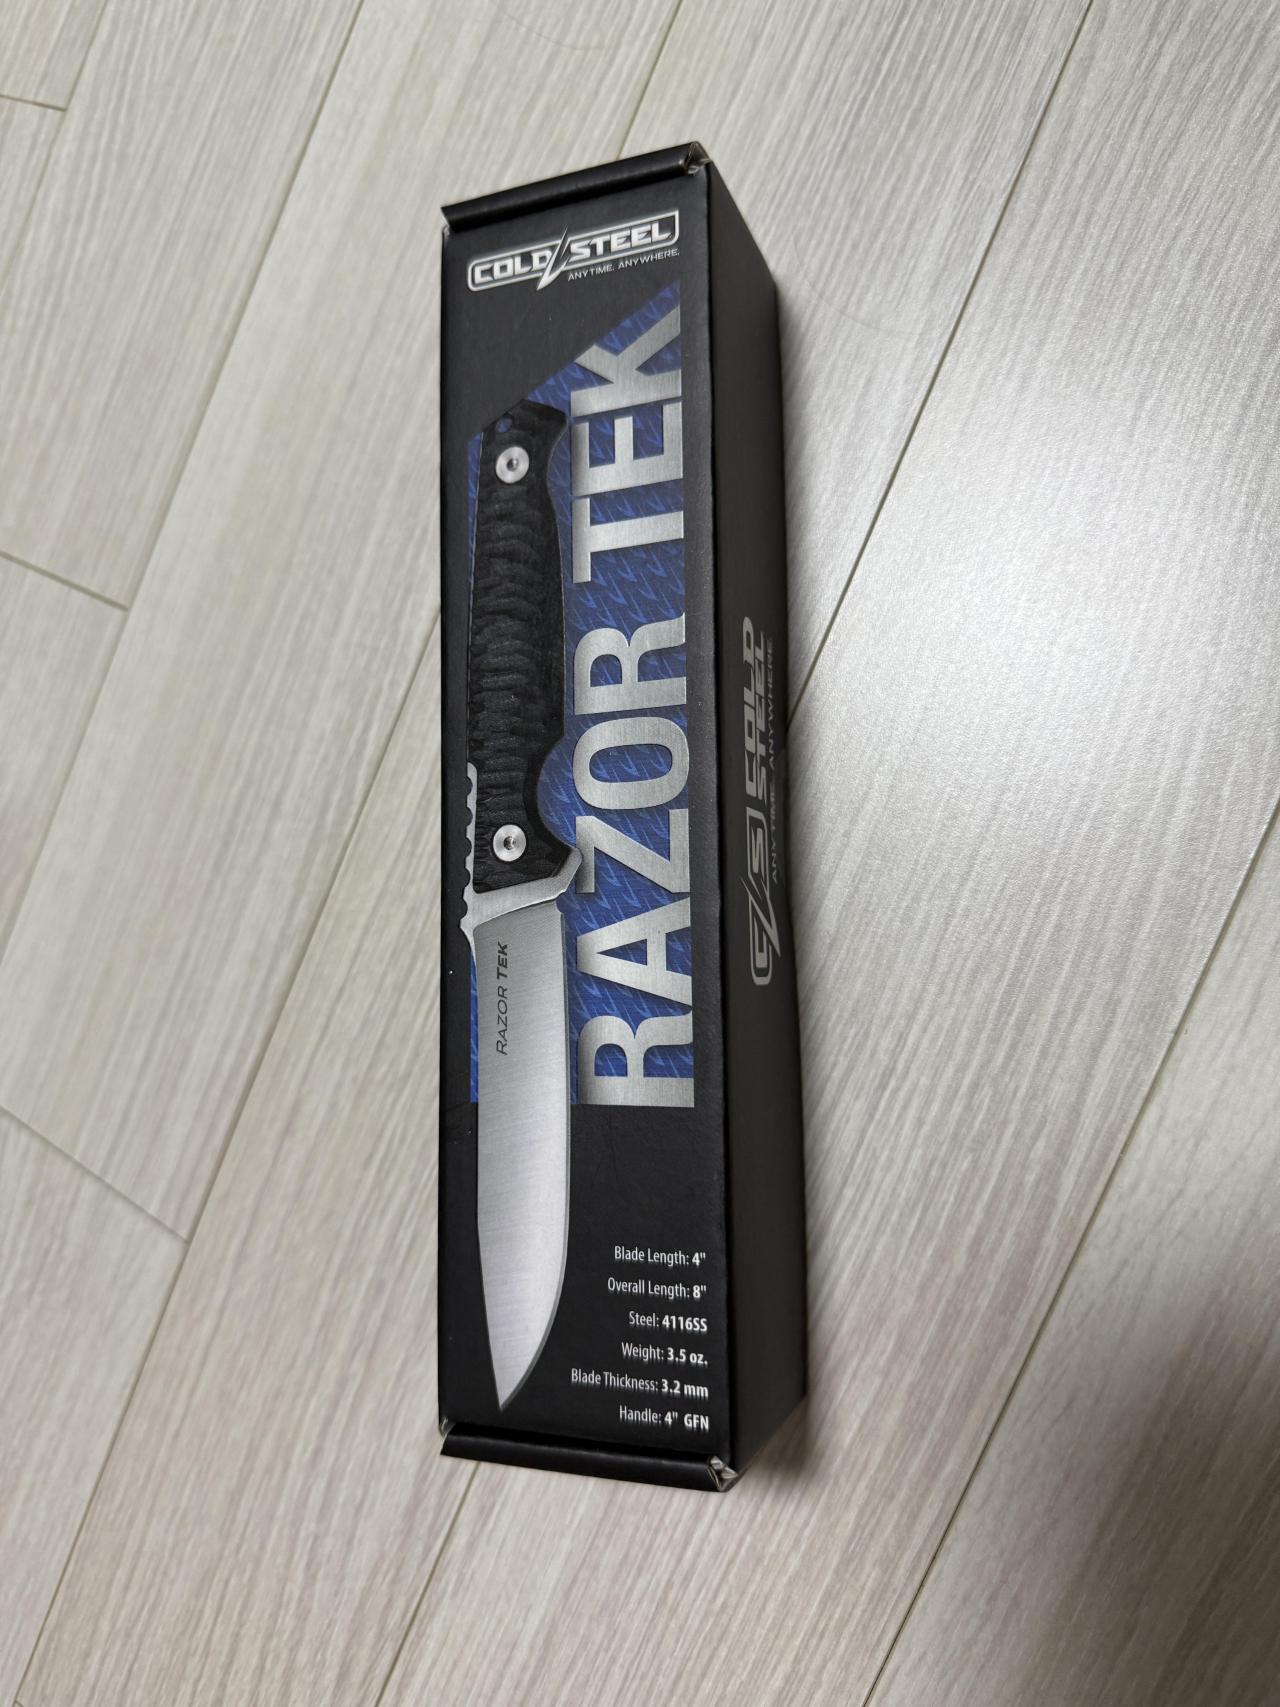 COLD STEEL
ANYTIME. ANYWHERE.
RAZOR TEK
RAZOR TEK
Blade Length: 4"
Overall Length: 8"
Steel: 4116SS
Weight: 3.5 oz.
Blade Thickness: 3.2 mm
Handle: 4" GFN
C/S COLD
STEEL
ANYTIME. ANYWHERE.